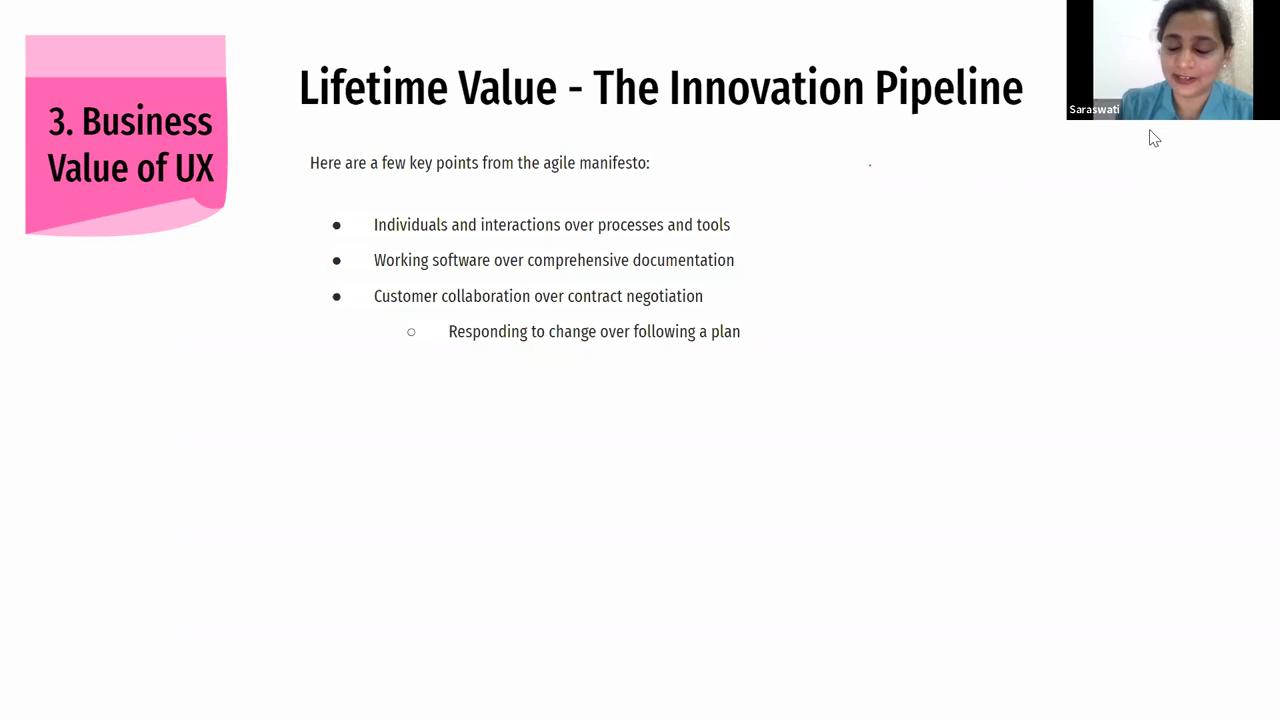 3. Business
Value of UX
Lifetime Value - The Innovation Pipeline
Here are a few key points from the agile manifesto:
● Individuals and interactions over processes and tools
● Working software over comprehensive documentation
● Customer collaboration over contract negotiation
○ Responding to change over following a plan
Saraswati